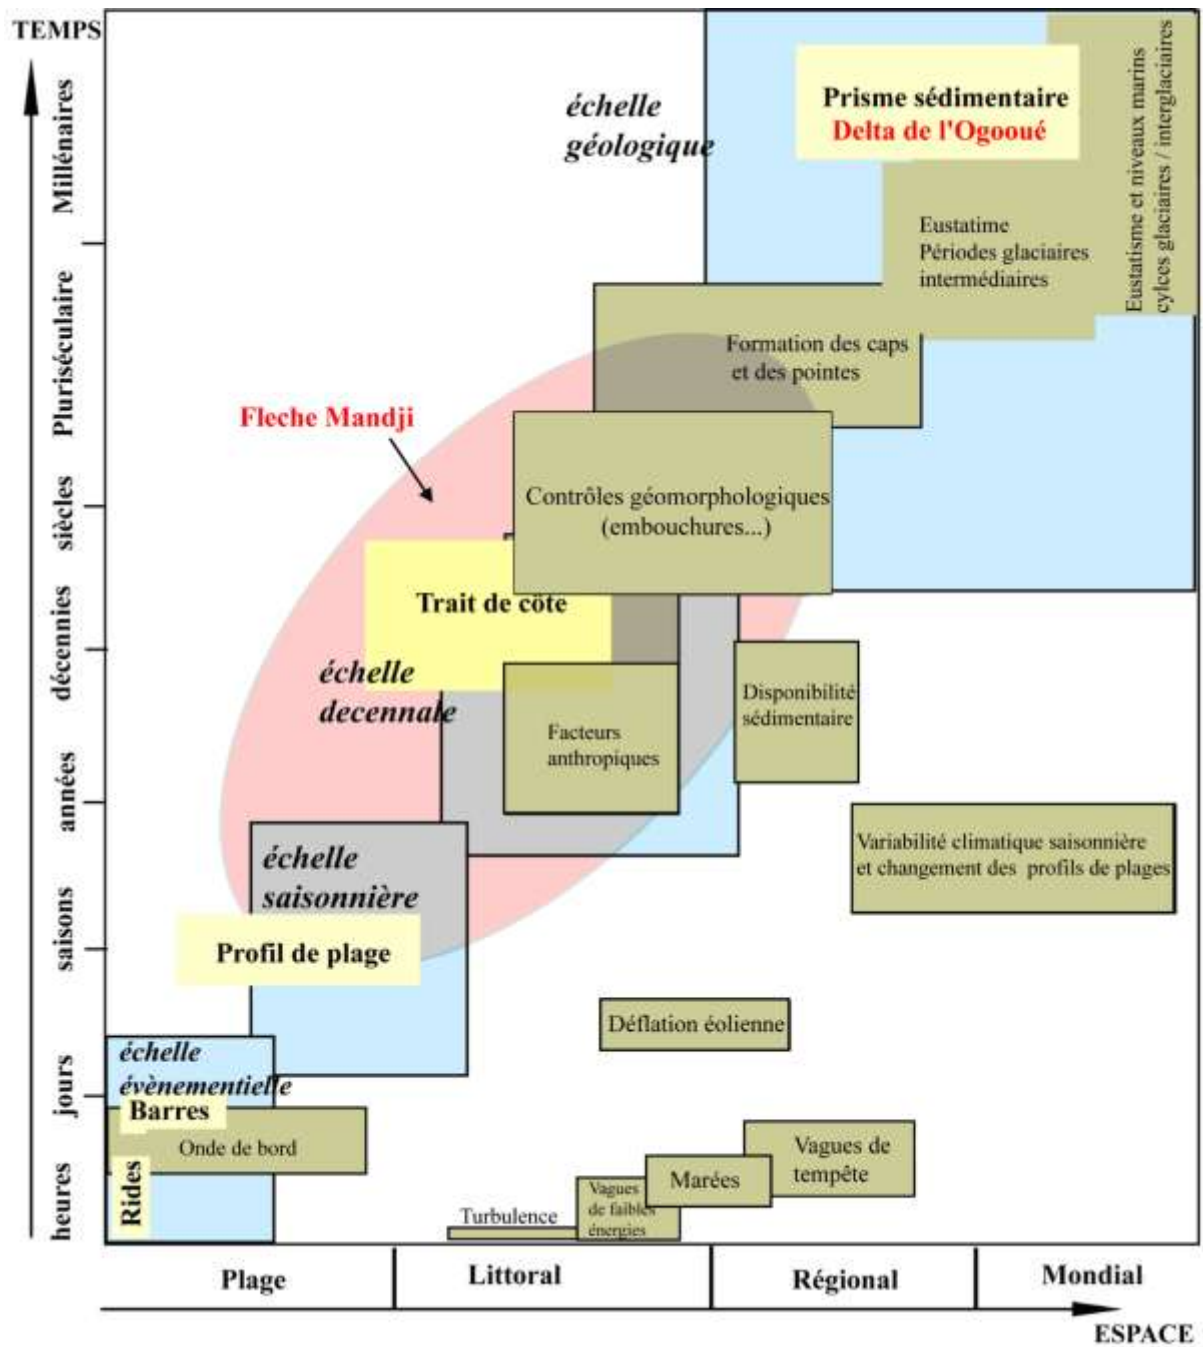 TEMPS
Millénaires
Pluriséculaire
siècles
décennies
années
saisons
jours
heures
échelle
géologique
Prisme sédimentaire
Delta de l'Ogooué
Eustatisme et niveaux marins
cylces glaciaires / interglaciaires
Eustatime
Périodes glaciaires
intermédiaires
Formation des caps
et des pointes
Fleche Mandji
Contrôles géomorphologiques
(embouchures...)
Trait de côte
échelle
decennale
Facteurs
anthropiques
Disponibilité
sédimentaire
Variabilité climatique saisonnière
et changement des profils de plages
échelle
saisonnière
Profil de plage
Déflation éolienne
échelle
évènementielle
Barres
Onde de bord
Rides
Turbulence
Vagues
de faibles
énergies
Marées
Vagues de
tempête
Plage
Littoral
Régional
Mondial
ESPACE